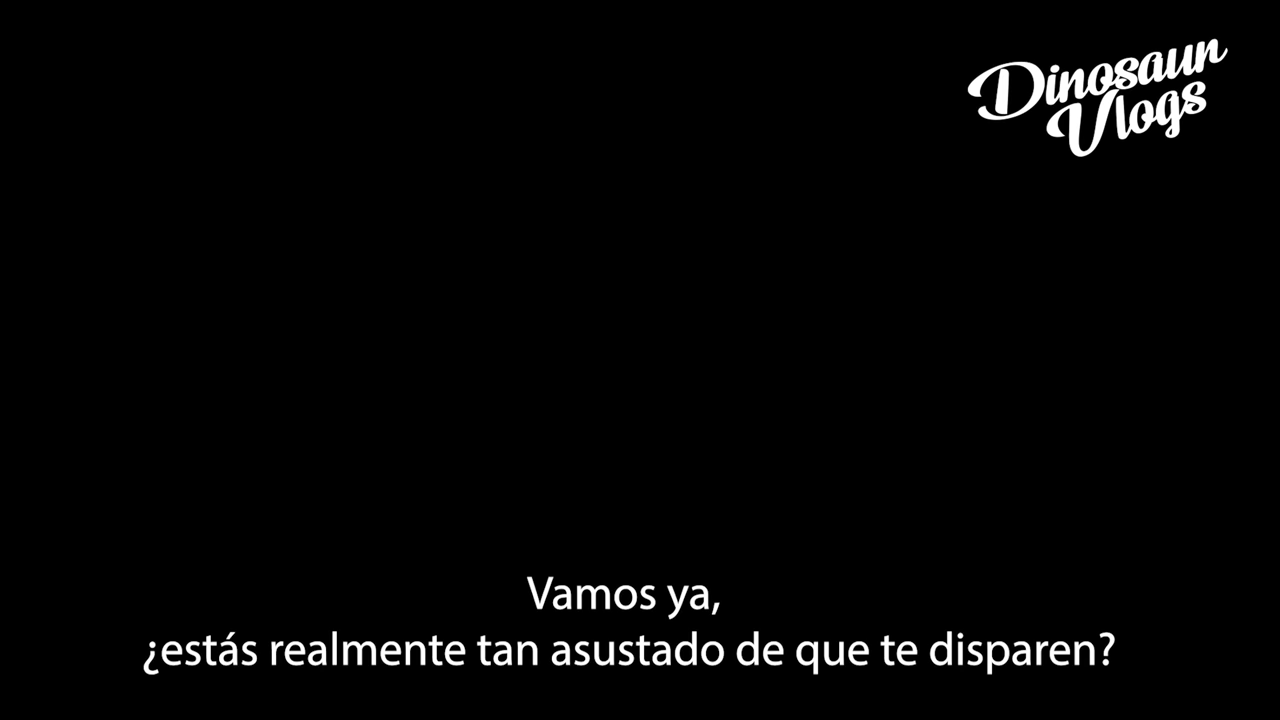 Dinosaur
Vlogs
Vamos ya,
¿estás realmente tan asustado de que te disparen?